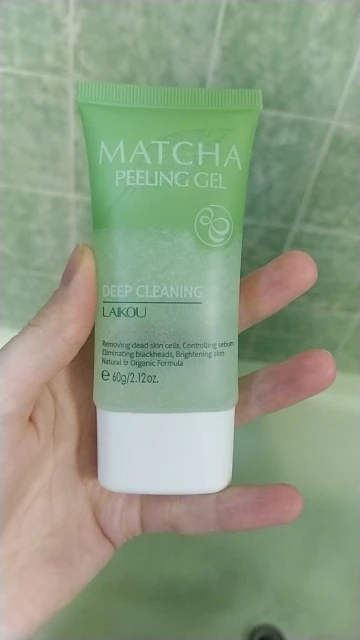 MATCHA
PEELING GEL
DEEP CLEANING
LAIKOU
Removing dead skin cells, Controlling sebum
Eliminating blackheads, Brightening skin
Natural & Organic Formula
℮ 60g/2.12oz.